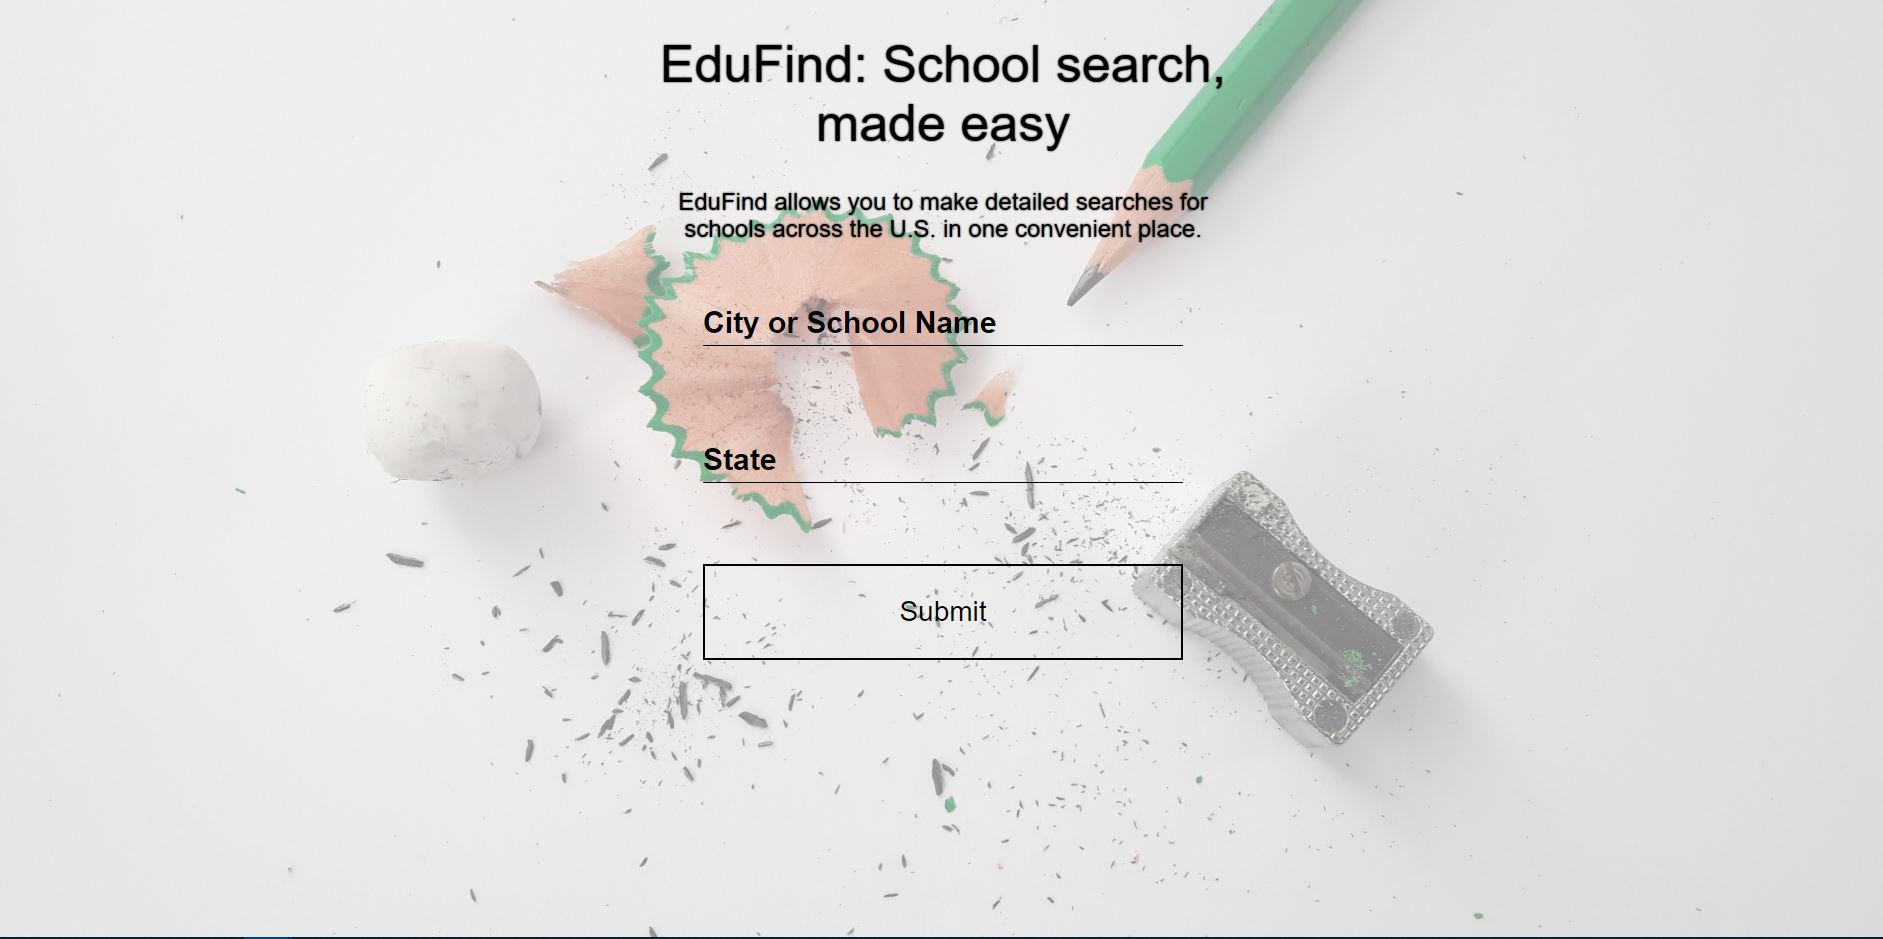 EduFind: School search,
made easy
EduFind allows you to make detailed searches for
schools across the U.S. in one convenient place.
City or School Name
State
Submit